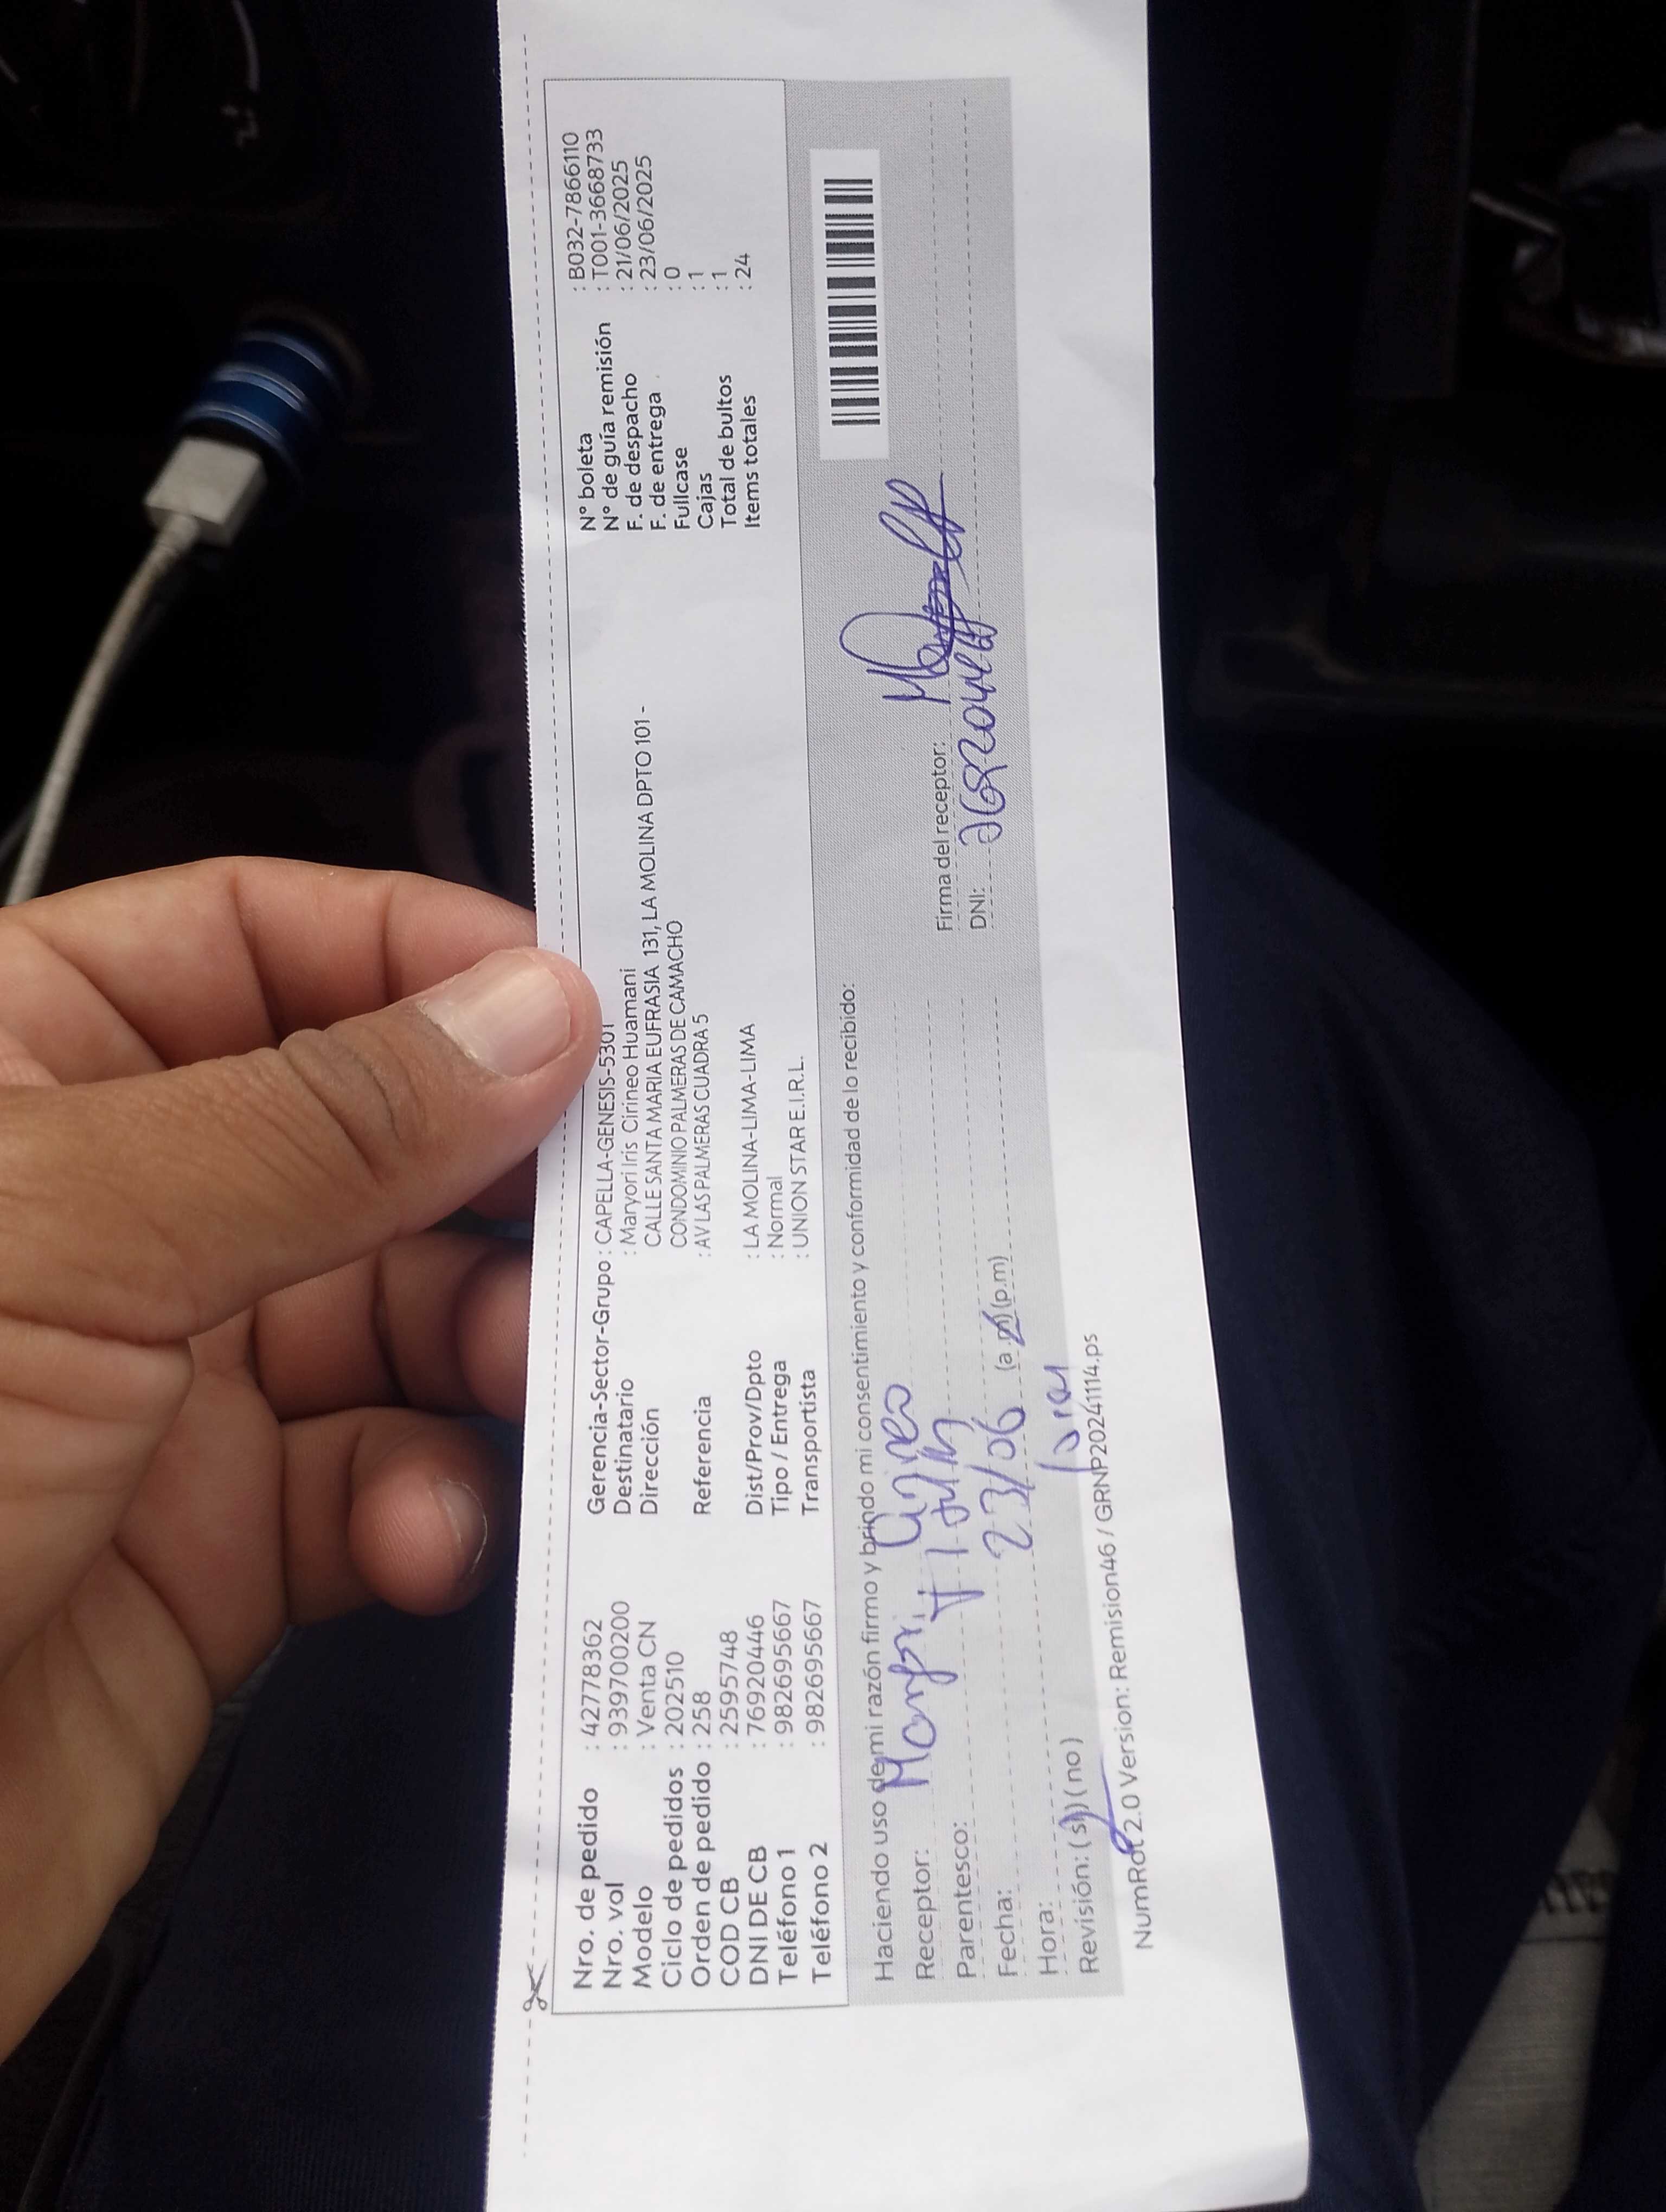 Nro. de pedido : 42778362
Nro. vol : 939700200
Modelo : Venta CN
Ciclo de pedidos : 202510
Orden de pedido : 258
COD CB : 2595748
DNI DE CB : 76920446
Teléfono 1 : 982695667
Teléfono 2 : 982695667
Gerencia-Sector-Grupo : CAPELLA-GENESIS-5301
Destinatario : Maryori Iris Cirineo Huamani
Dirección CALLE SANTA MARIA EUFRASIA 131, LA MOLINA DPTO 101 -
CONDOMINIO PALMERAS DE CAMACHO
Referencia : AV LAS PALMERAS CUADRA 5
Dist/Prov/Dpto : LA MOLINA-LIMA-LIMA
Tipo / Entrega : Normal
Transportista : UNION STAR E.I.R.L.
N° boleta : B032-7866110
N° de guía remisión : T001-3668733
F. de despacho : 21/06/2025
F. de entrega : 23/06/2025
Fullcase : 0
Cajas : 1
Total de bultos : 1
Items totales : 24
Haciendo uso de mi razón firmo y brindo mi consentimiento y conformidad de lo recibido:
Receptor: Cirineo
Parentesco:
Fecha: 23/06
Hora: (a.m)(p.m)
Revisión: (si) (no)
Firma del receptor:
DNI:
NumRot 2.0 Version: Remision46 / GRNP20241114.ps